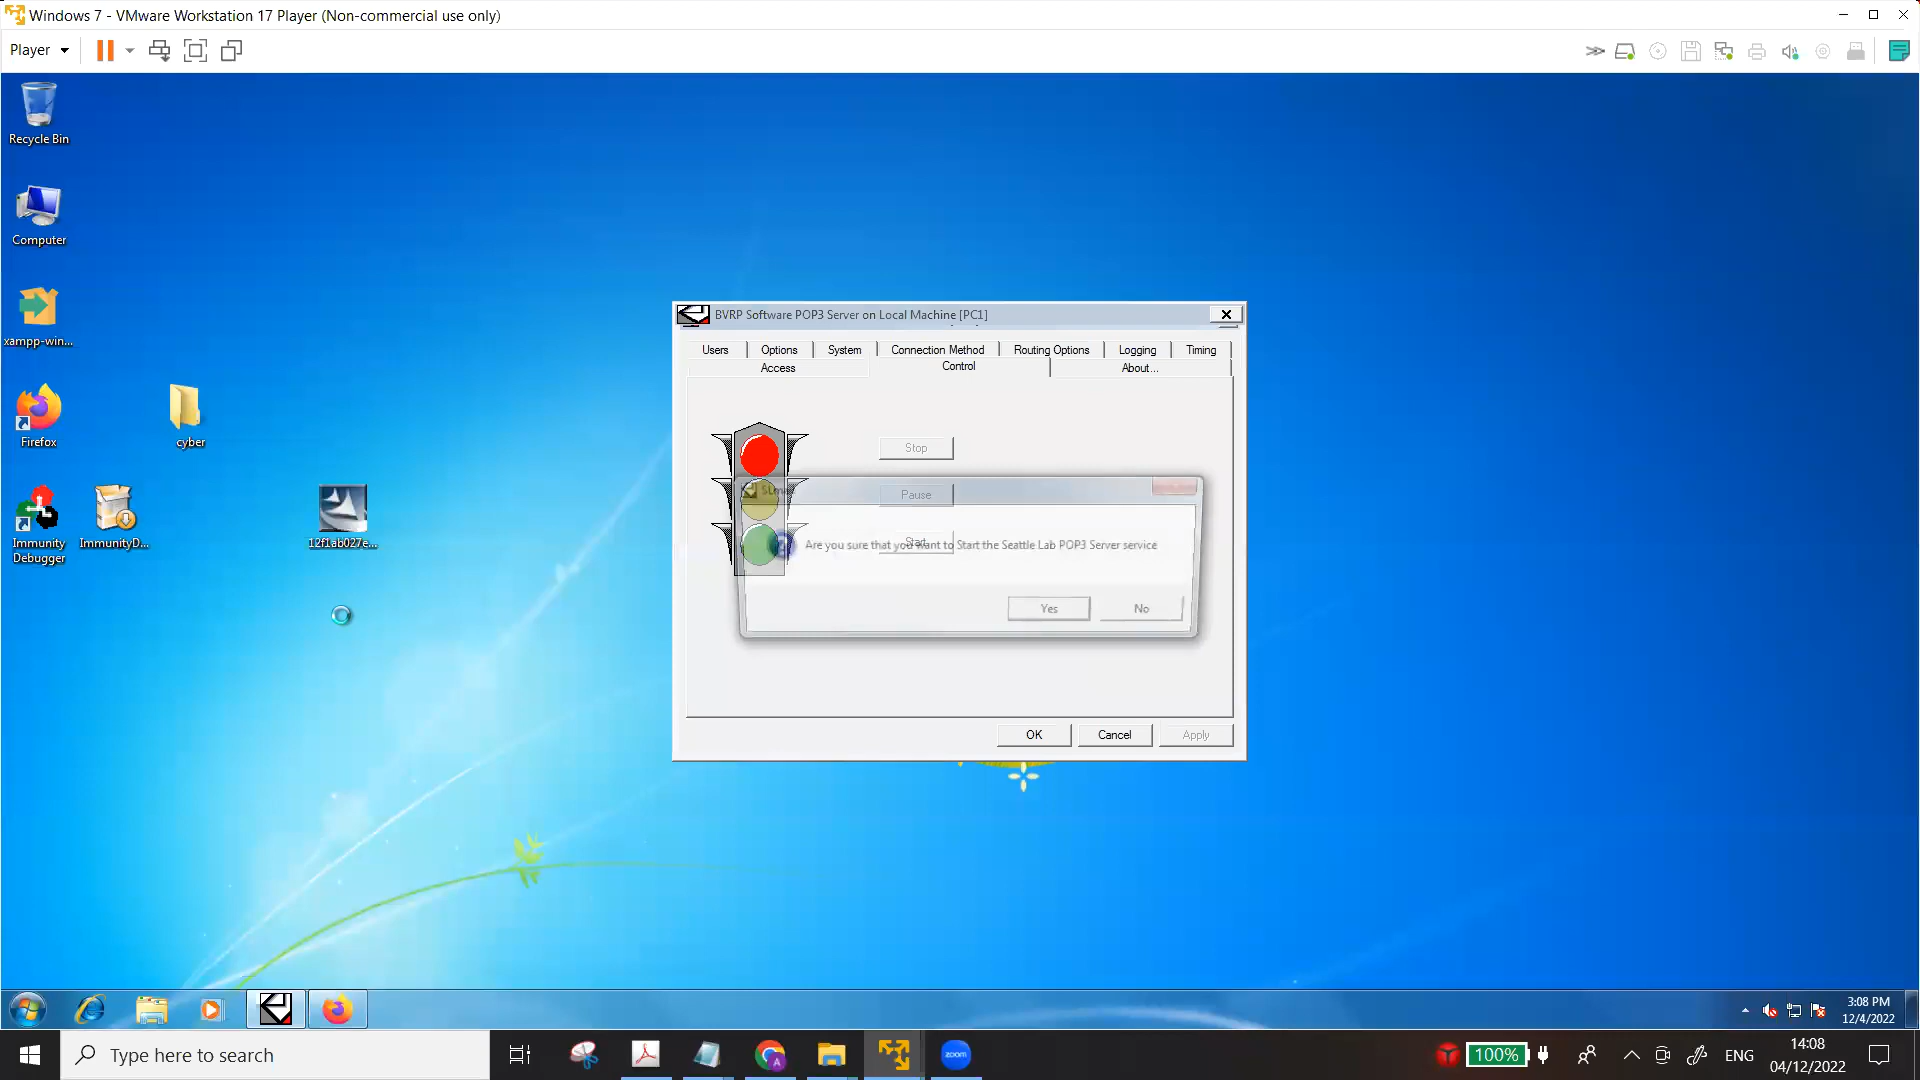 Windows 7 - VMware Workstation 17 Player (Non-commercial use only)
Player
Recycle Bin
Computer
xampp-win...
Firefox
cyber
Immunity Debugger
ImmunityD...
12f1ab027e...
BVRP Software POP3 Server on Local Machine [PC1]
Users Options System Connection Method Routing Options Logging Timing
Access Control About...
Stop
Pause
Start
Are you sure that you want to Start the Seattle Lab POP3 Server service
Yes No
OK Cancel Apply
3:08 PM
12/4/2022
Type here to search
A
zoom
100%
ENG
14:08
04/12/2022